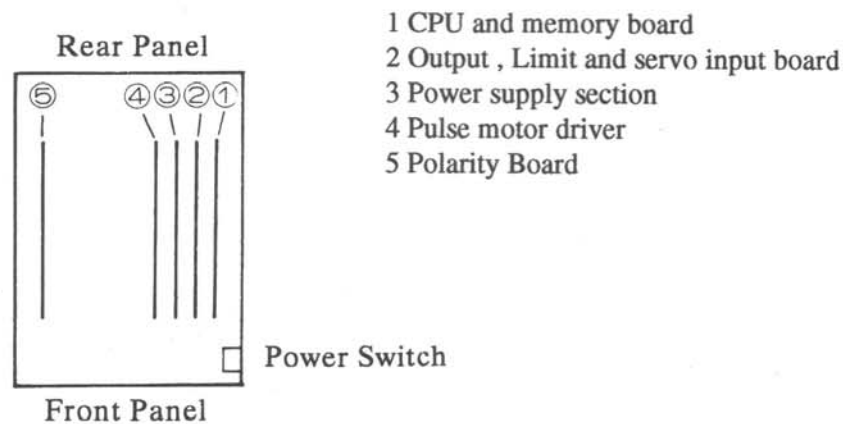 Rear Panel
⑤ ④③②①
Power Switch
Front Panel
1 CPU and memory board
2 Output , Limit and servo input board
3 Power supply section
4 Pulse motor driver
5 Polarity Board